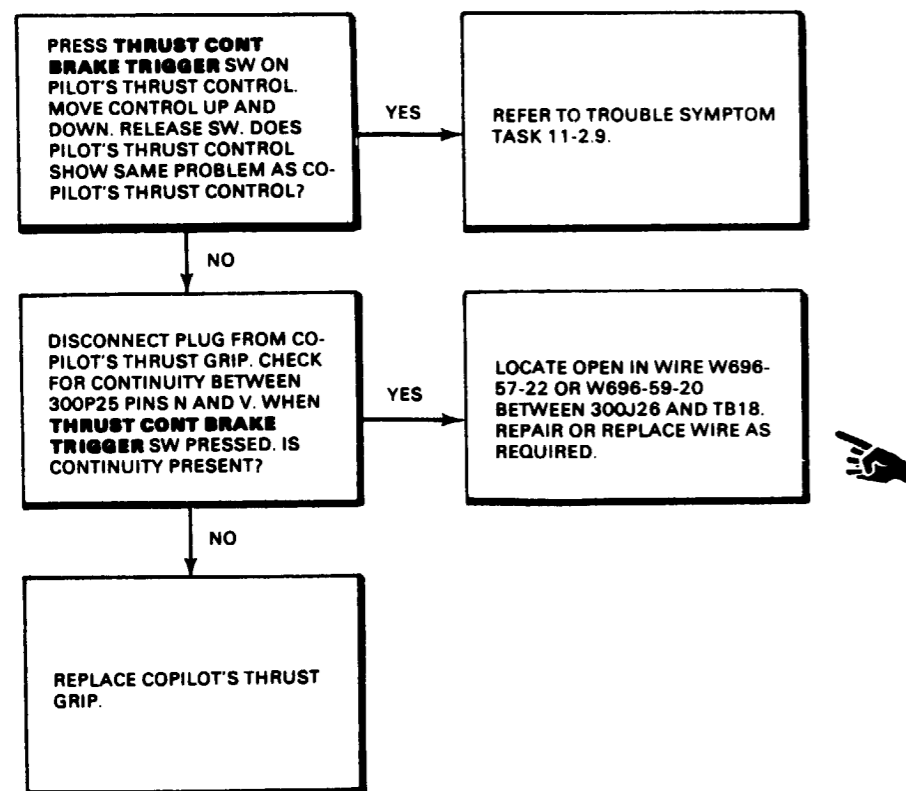 PRESS THRUST CONT
BRAKE TRIGGER SW ON
PILOT'S THRUST CONTROL.
MOVE CONTROL UP AND
DOWN. RELEASE SW. DOES
PILOT'S THRUST CONTROL
SHOW SAME PROBLEM AS CO-
PILOT'S THRUST CONTROL?
YES
REFER TO TROUBLE SYMPTOM
TASK 11-2.9.
NO
DISCONNECT PLUG FROM CO-
PILOT'S THRUST GRIP. CHECK
FOR CONTINUITY BETWEEN
300P25 PINS N AND V. WHEN
THRUST CONT BRAKE
TRIGGER SW PRESSED. IS
CONTINUITY PRESENT?
YES
LOCATE OPEN IN WIRE W696-
57-22 OR W696-59-20
BETWEEN 300J26 AND TB18.
REPAIR OR REPLACE WIRE AS
REQUIRED.
NO
REPLACE COPILOT'S THRUST
GRIP.